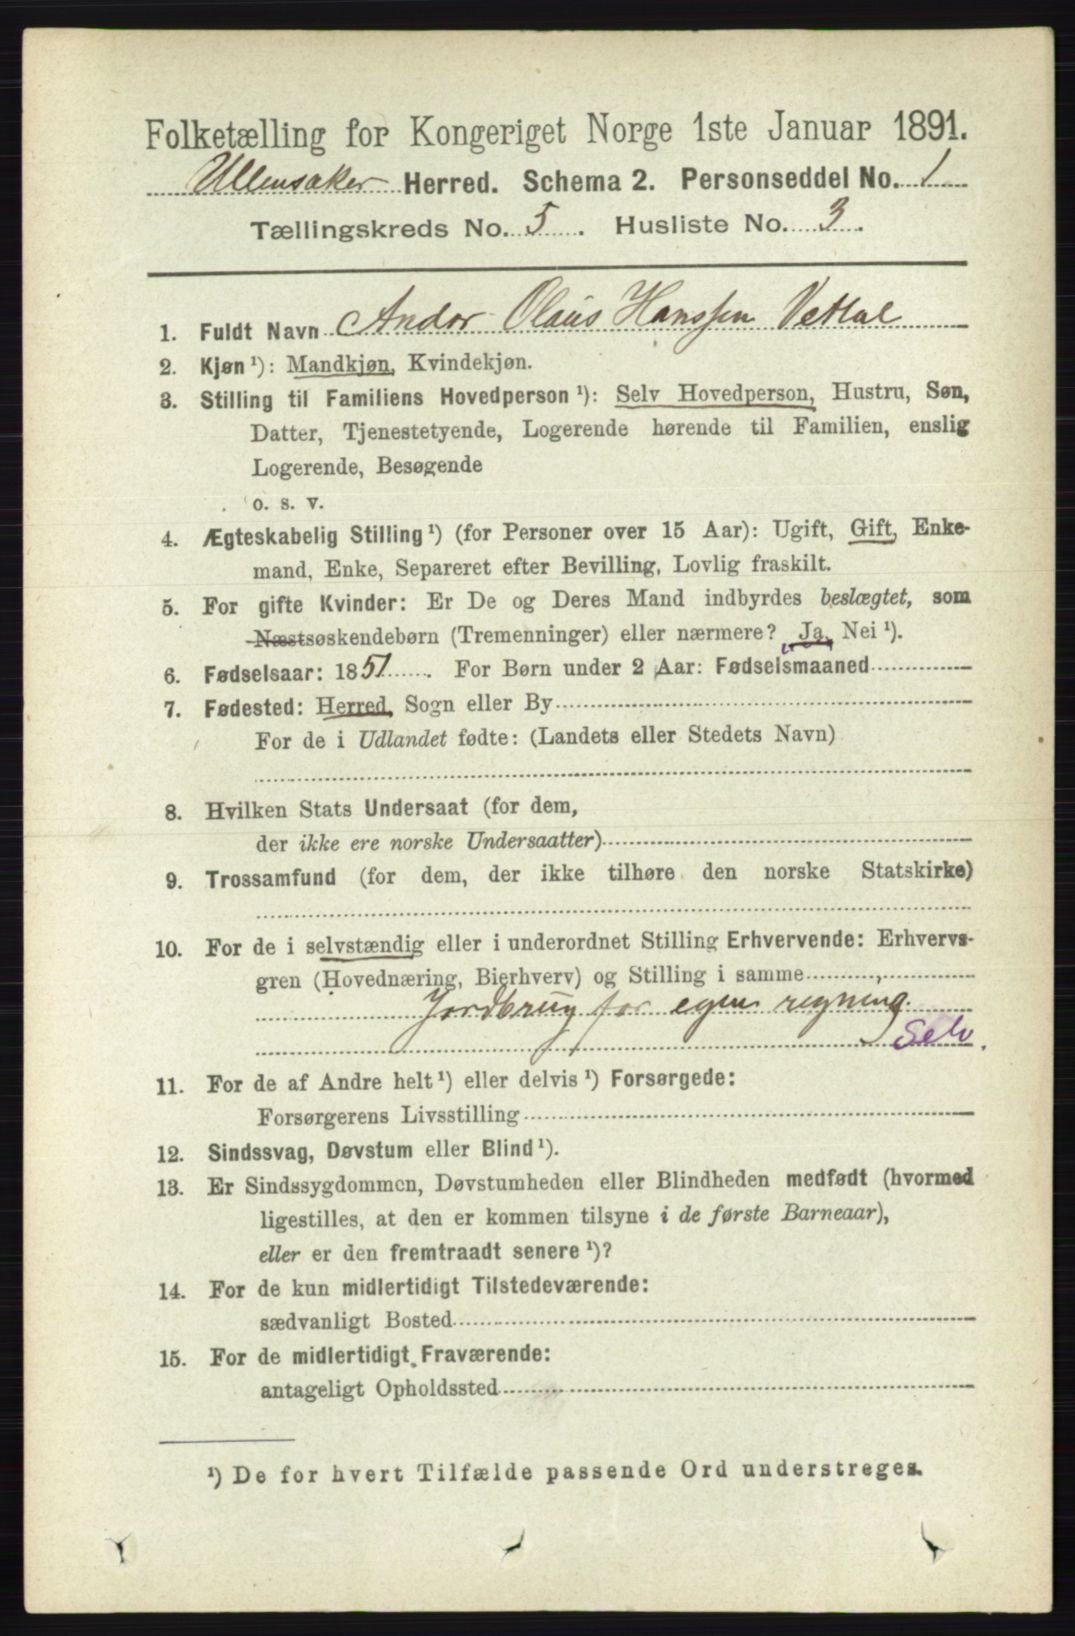 Folketælling for Kongeriget Norge 1ste Januar 1891.
Ullensaker Herred. Schema 2. Personseddel No. 1
Tællingskreds No. 5. Husliste No. 3.
1. Fuldt Navn Andor Olaus Hanssen Vettal
2. Kjøn ¹): Mandkjøn, Kvindekjøn.
3. Stilling til Familiens Hovedperson ¹): Selv Hovedperson, Hustru, Søn,
Datter, Tjenestetyende, Logerende hørende til Familien, enslig
Logerende, Besøgende
o. s. v.
4. Ægteskabelig Stilling ¹) (for Personer over 15 Aar): Ugift, Gift, Enke-
mand, Enke, Separeret efter Bevilling, Lovlig fraskilt.
5. For gifte Kvinder: Er De og Deres Mand indbyrdes beslægtet, som
Næstsøskendebørn (Tremenninger) eller nærmere? Ja, Nei ¹).
6. Fødselsaar: 1851. For Børn under 2 Aar: Fødselsmaaned
7. Fødested: Herred, Sogn eller By
For de i Udlandet fødte: (Landets eller Stedets Navn)
8. Hvilken Stats Undersaat (for dem,
der ikke ere norske Undersaatter)
9. Trossamfund (for dem, der ikke tilhøre den norske Statskirke)
10. For de i selvstændig eller i underordnet Stilling Erhvervende: Erhvervs-
gren (Hovednæring, Bierhverv) og Stilling i samme
Jordbrug for egen regning
Selv.
11. For de af Andre helt ¹) eller delvis ¹) Forsørgede:
Forsørgerens Livsstilling
12. Sindssvag, Døvstum eller Blind ¹).
13. Er Sindssygdommen, Døvstumheden eller Blindheden medfødt (hvormed
ligestilles, at den er kommen tilsyne i de første Barneaar),
eller er den fremtraadt senere ¹)?
14. For de kun midlertidigt Tilstedeværende:
sædvanligt Bosted
15. For de midlertidigt Fraværende:
antageligt Opholdssted
¹) De for hvert Tilfælde passende Ord understreges.